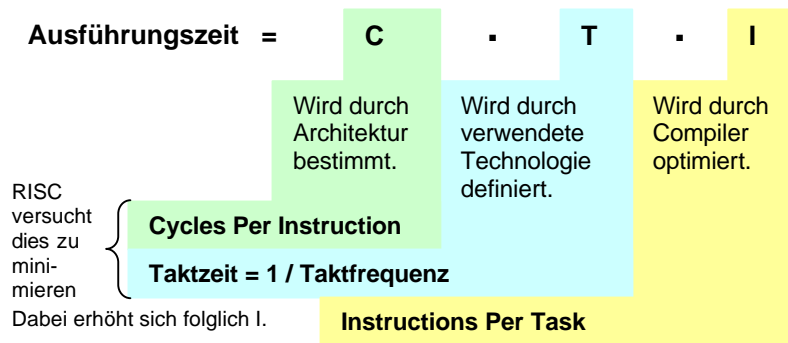 Ausführungszeit = C · T · I
Wird durch
Architektur
bestimmt.
Wird durch
verwendete
Technologie
definiert.
Wird durch
Compiler
optimiert.
RISC
versucht
dies zu
mini-
mieren
Cycles Per Instruction
Taktzeit = 1 / Taktfrequenz
Dabei erhöht sich folglich I.
Instructions Per Task